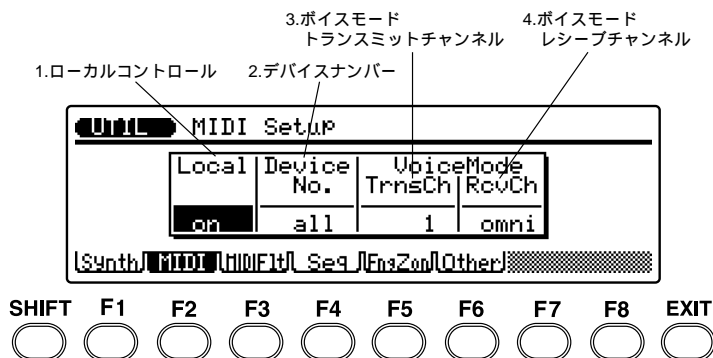 3.ボイスモード
トランスミットチャンネル
4.ボイスモード
レシーブチャンネル
1.ローカルコントロール
2.デバイスナンバー
UTIL MIDI Setup
Local Device No. VoiceMode
TrnsCh RcvCh
on all 1 omni
Synth MIDI MIDIFlt Seq FngZon Other
SHIFT F1 F2 F3 F4 F5 F6 F7 F8 EXIT